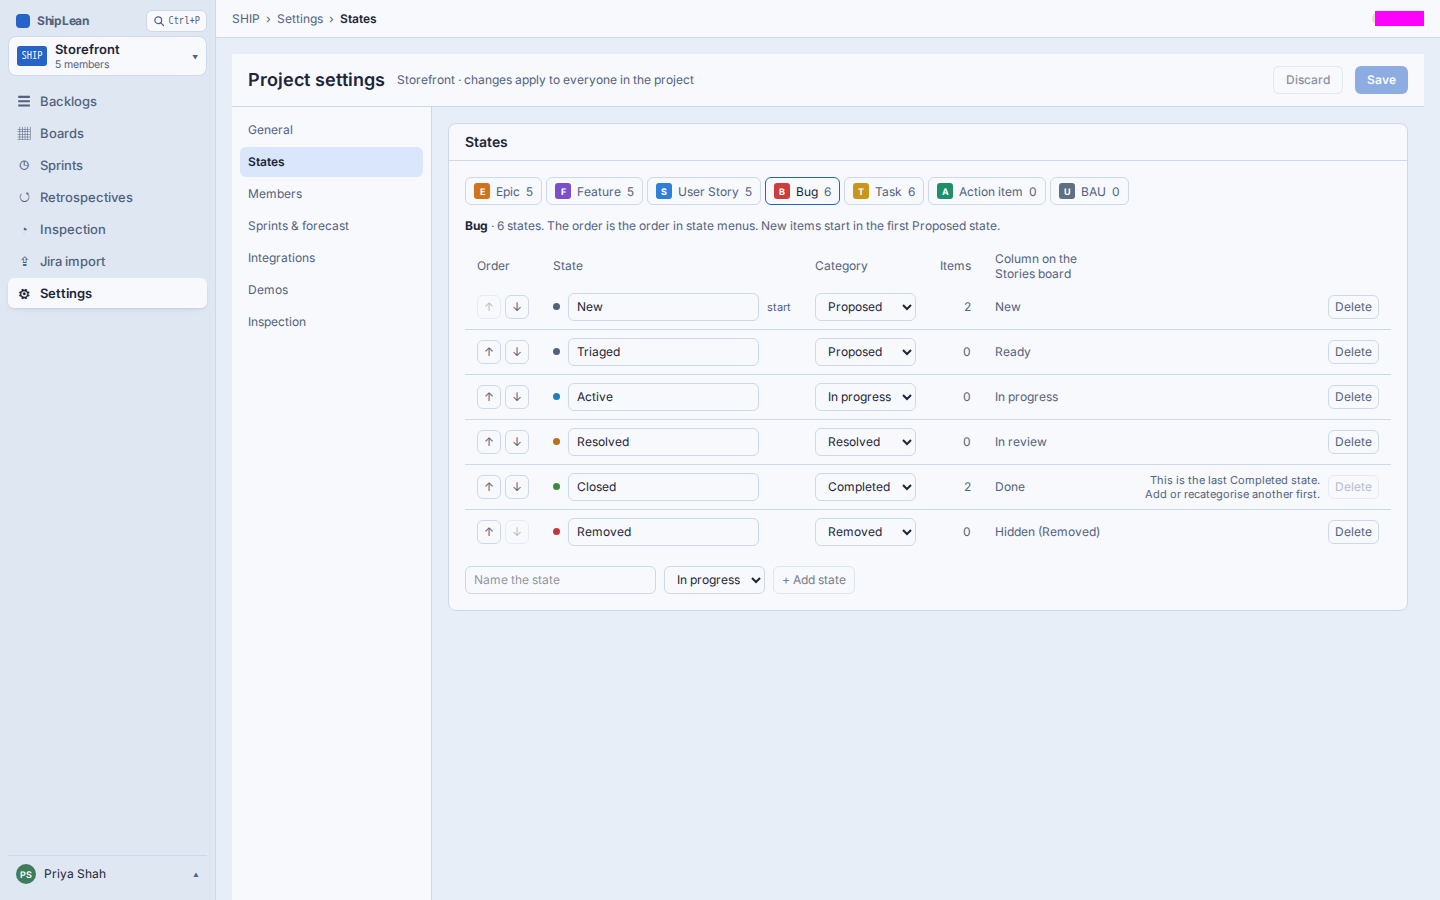 ShipLean
Ctrl+P
SHIP
Storefront
5 members
Backlogs
Boards
Sprints
Retrospectives
Inspection
Jira import
Settings
PS Priya Shah
SHIP › Settings › States
Project settings
Storefront · changes apply to everyone in the project
Discard
Save
General
States
Members
Sprints & forecast
Integrations
Demos
Inspection
States
E Epic 5
F Feature 5
S User Story 5
B Bug 6
T Task 6
A Action item 0
U BAU 0
Bug · 6 states. The order is the order in state menus. New items start in the first Proposed state.
Order
State
Category
Items
Column on the
Stories board
New start Proposed 2 New Delete
Triaged Proposed 0 Ready Delete
Active In progress 0 In progress Delete
Resolved Resolved 0 In review Delete
Closed Completed 2 Done
This is the last Completed state.
Add or recategorise another first.
Delete
Removed Removed 0 Hidden (Removed) Delete
Name the state
In progress
+ Add state